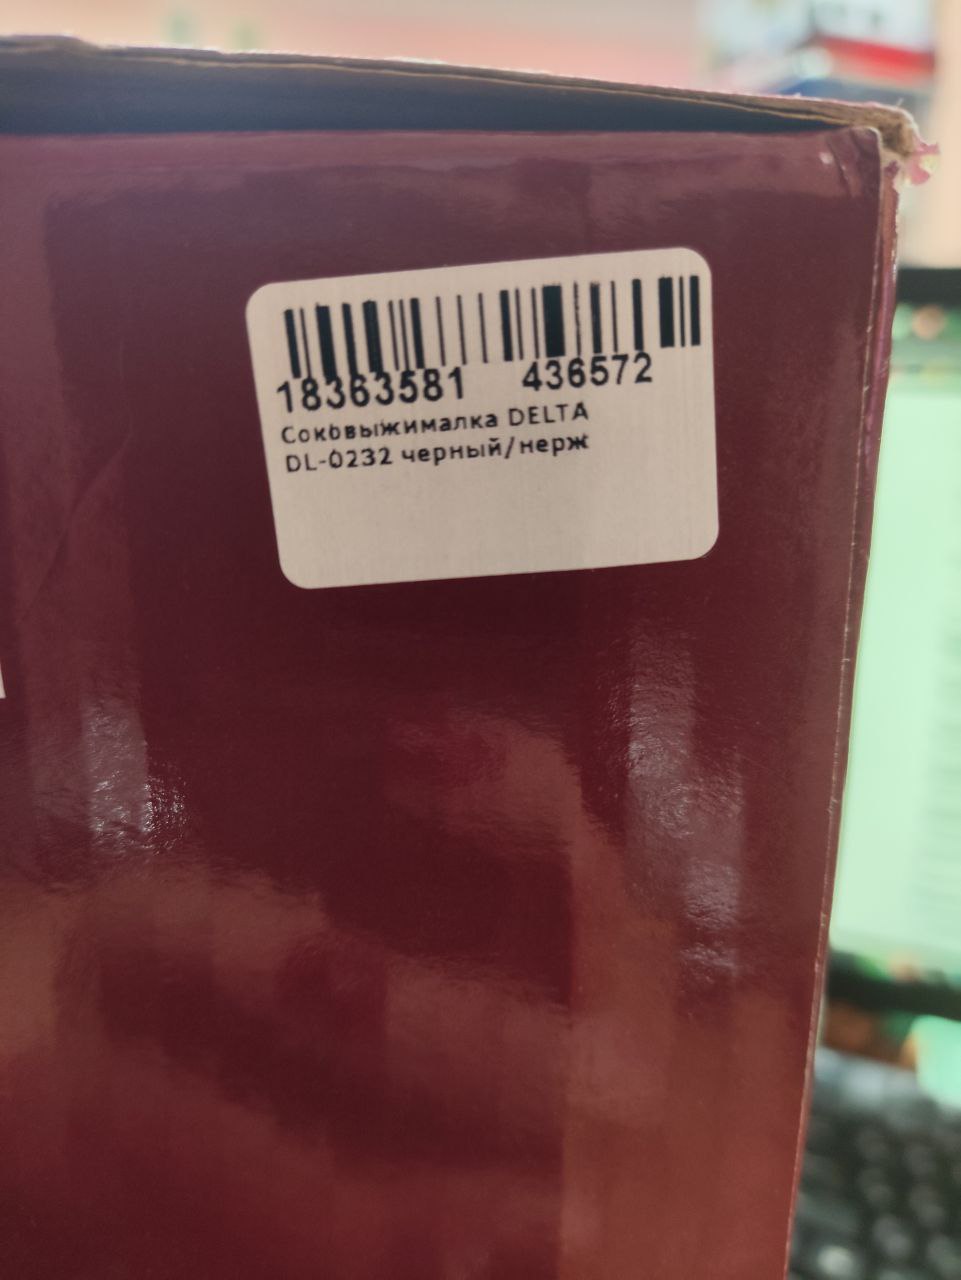 18363581 436572
Соковыжималка DELTA
DL-0232 черный/нерж